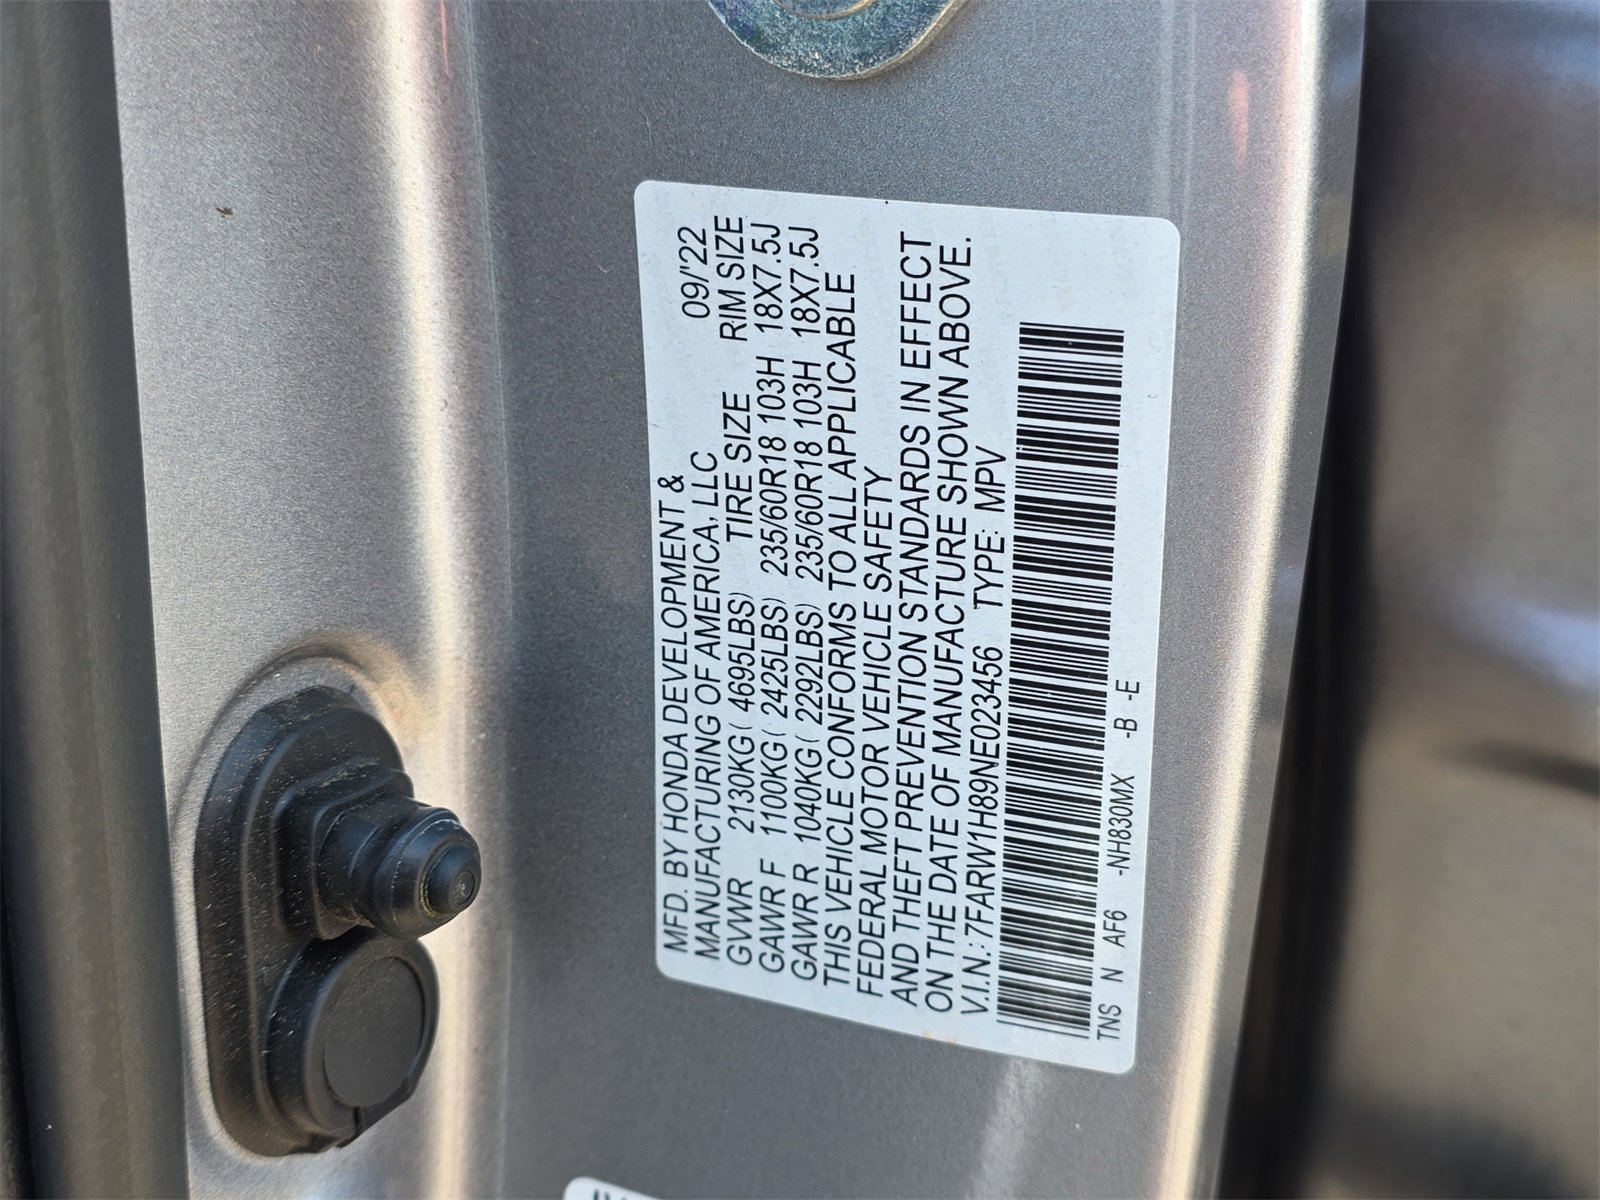 MFD. BY HONDA DEVELOPMENT &
MANUFACTURING OF AMERICA, LLC 09/'22
GVWR 2130KG( 4695LBS) TIRE SIZE RIM SIZE
GAWR F 1100KG( 2425LBS) 235/60R18 103H 18X7.5J
GAWR R 1040KG( 2292LBS) 235/60R18 103H 18X7.5J
THIS VEHICLE CONFORMS TO ALL APPLICABLE
FEDERAL MOTOR VEHICLE SAFETY
AND THEFT PREVENTION STANDARDS IN EFFECT
ON THE DATE OF MANUFACTURE SHOWN ABOVE.
V.I.N.: 7FARW1H89NE023456 TYPE: MPV
TNS N AF6 -NH830MX -B -E